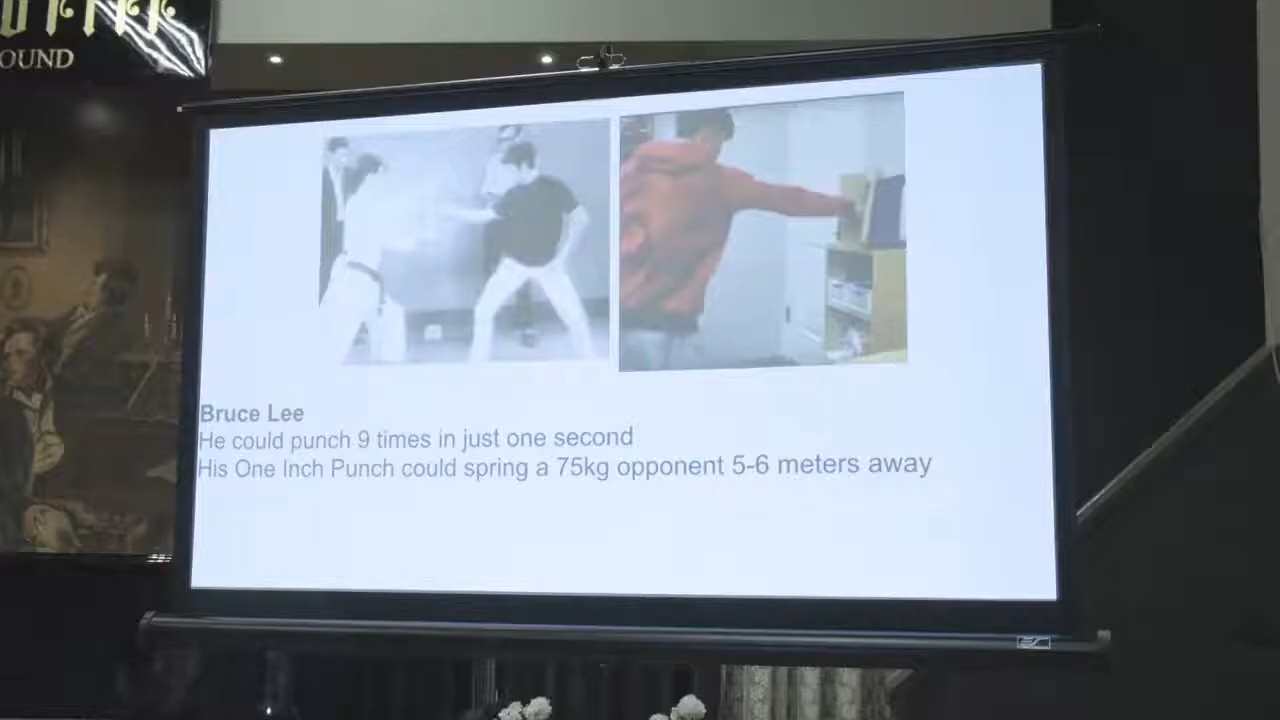 OUND
Bruce Lee
He could punch 9 times in just one second
His One Inch Punch could spring a 75kg opponent 5-6 meters away